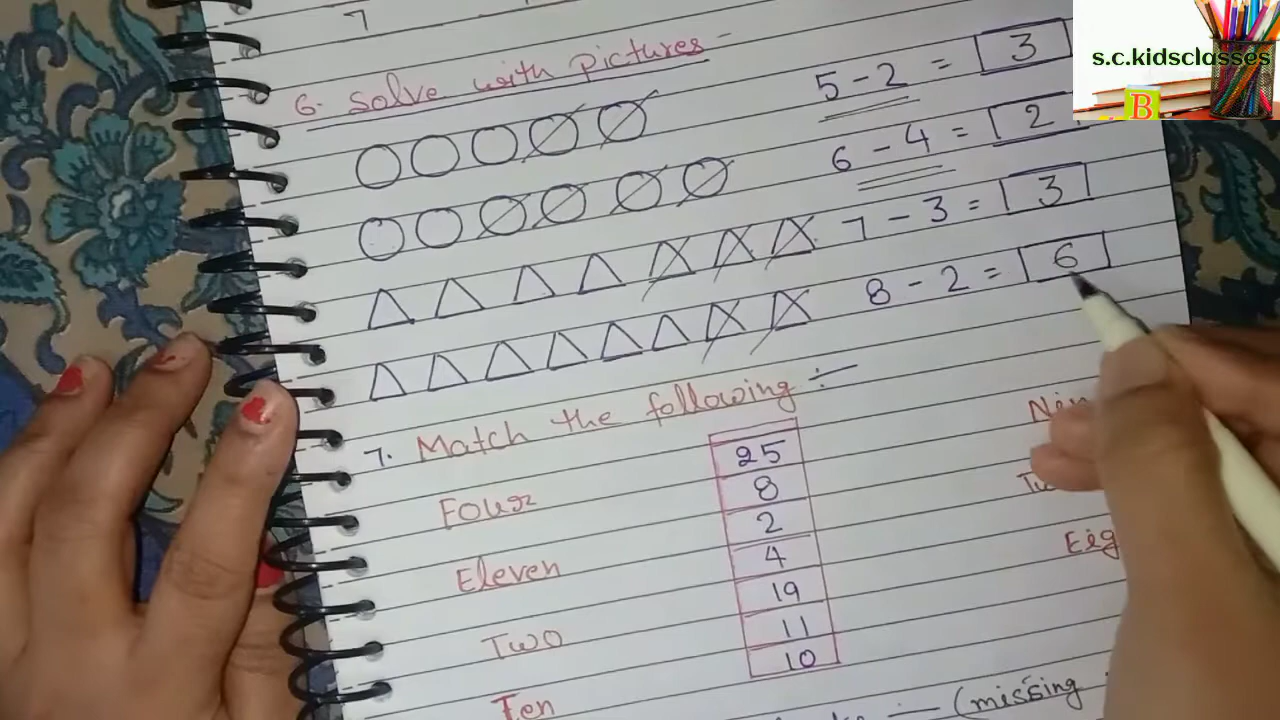 7
s.c.kidsclasses
B
6. Solve with pictures -
5 - 2 = 3
6 - 4 = 2
7 - 3 = 3
8 - 2 = 6
7. Match the following :-
25
Four
8
2
Eleven
4
19
Two
11
10
Ten
(missing